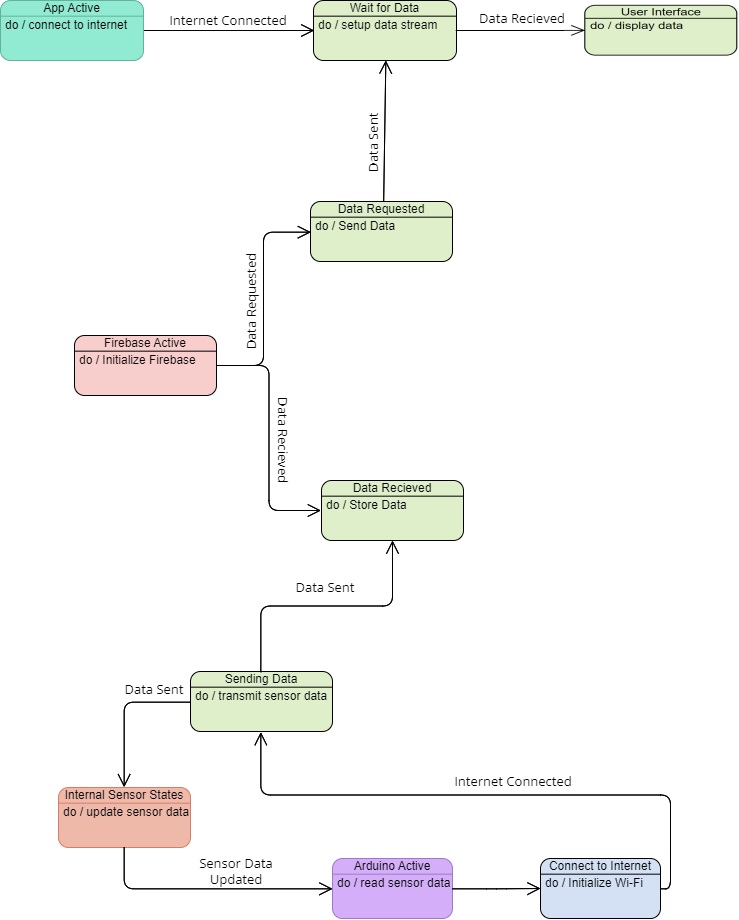 App Active
do / connect to internet
Internet Connected
Wait for Data
do / setup data stream
Data Recieved
User Interface
do / display data
Data Sent
Data Requested
do / Send Data
Data Requested
Firebase Active
do / Initialize Firebase
Data Recieved
Data Recieved
do / Store Data
Data Sent
Sending Data
do / transmit sensor data
Data Sent
Internal Sensor States
do / update sensor data
Internet Connected
Sensor Data
Updated
Arduino Active
do / read sensor data
Connect to Internet
do / Initialize Wi-Fi